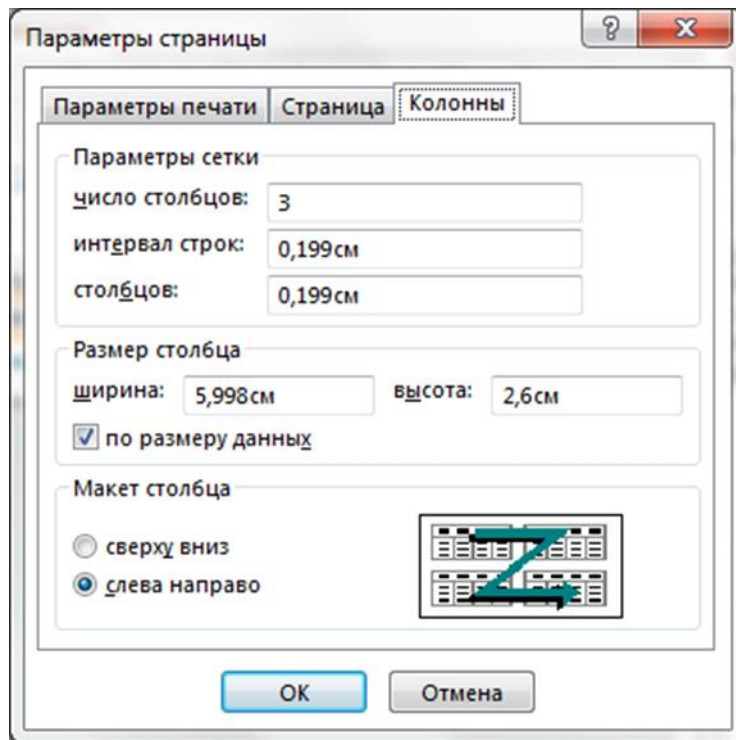 Параметры страницы
Параметры печати Страница Колонны
Параметры сетки
число столбцов: 3
интервал строк: 0,199см
столбцов: 0,199см
Размер столбца
ширина: 5,998см высота: 2,6см
по размеру данных
Макет столбца
сверху вниз
слева направо
ОК Отмена